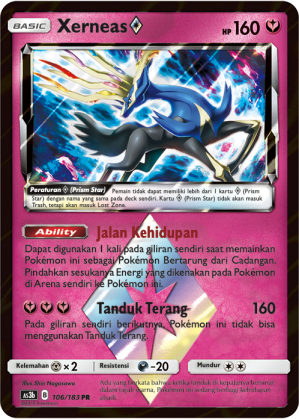 BASIC Xerneas◇ HP 160
Peraturan ◇ (Prism Star) Pemain tidak dapat memiliki lebih dari 1 kartu ◇ (Prism
Star) dengan nama yang sama pada deck sendiri. Kartu ◇ (Prism Star) tidak akan masuk
Trash, tetapi akan masuk Lost Zone.
Ability Jalan Kehidupan
Dapat digunakan 1 kali pada giliran sendiri saat memainkan
Pokémon ini sebagai Pokémon Bertarung dari Cadangan.
Pindahkan sesukanya Energi yang dikenakan pada Pokémon
di Arena sendiri ke Pokémon ini.
Tanduk Terang 160
Pada giliran sendiri berikutnya, Pokémon ini tidak bisa
menggunakan Tanduk Terang.
Kelemahan ×2 Resistensi -20 Mundur
Illus. Shin Nagasawa
AS3b D 106/183 PR